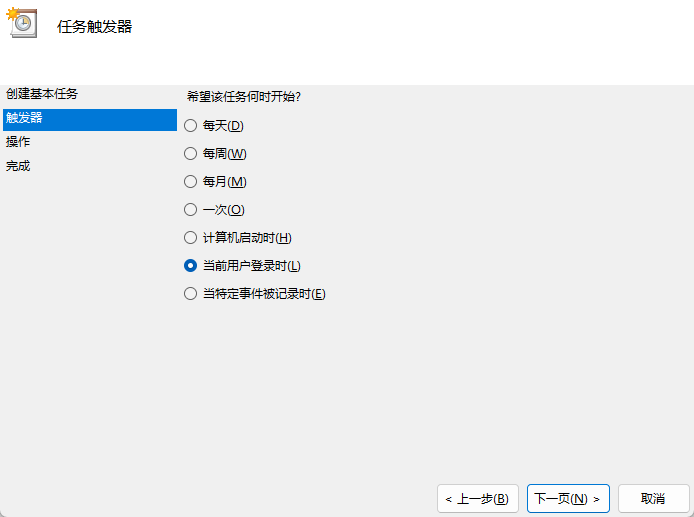 任务触发器
创建基本任务
触发器
操作
完成
希望该任务何时开始?
每天(D)
每周(W)
每月(M)
一次(O)
计算机启动时(H)
当前用户登录时(L)
当特定事件被记录时(E)
< 上一步(B)
下一页(N) >
取消